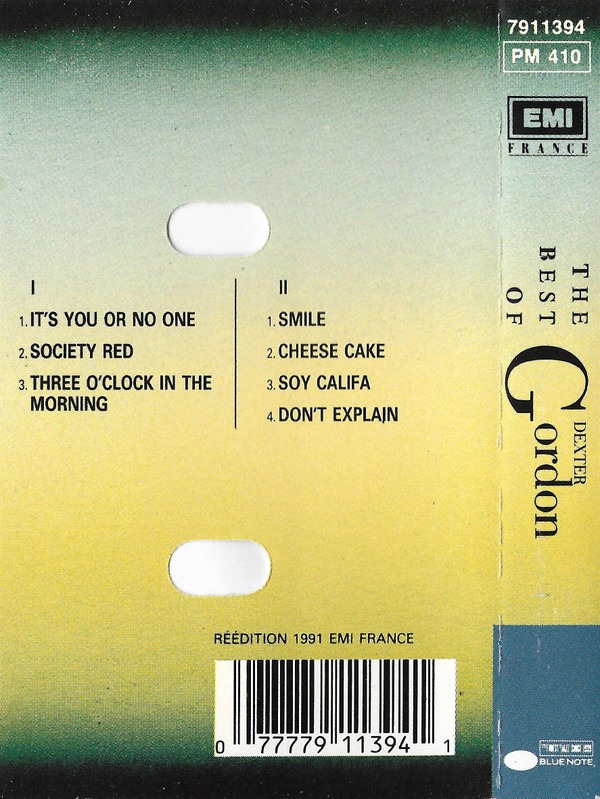 I
1. IT'S YOU OR NO ONE
2. SOCIETY RED
3. THREE O'CLOCK IN THE
MORNING
II
1. SMILE
2. CHEESE CAKE
3. SOY CALIFA
4. DON'T EXPLAIN
RÉÉDITION 1991 EMI FRANCE
0 77779 11394 1
7911394
PM 410
EMI
FRANCE
THE
BEST
OF
DEXTER
Gordon
BLUE NOTE